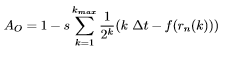 $A_O = 1 - s \sum_{k=1}^{k_{max}} \frac{1}{2^k} (k \ \Delta t - f(r_n(k)))$